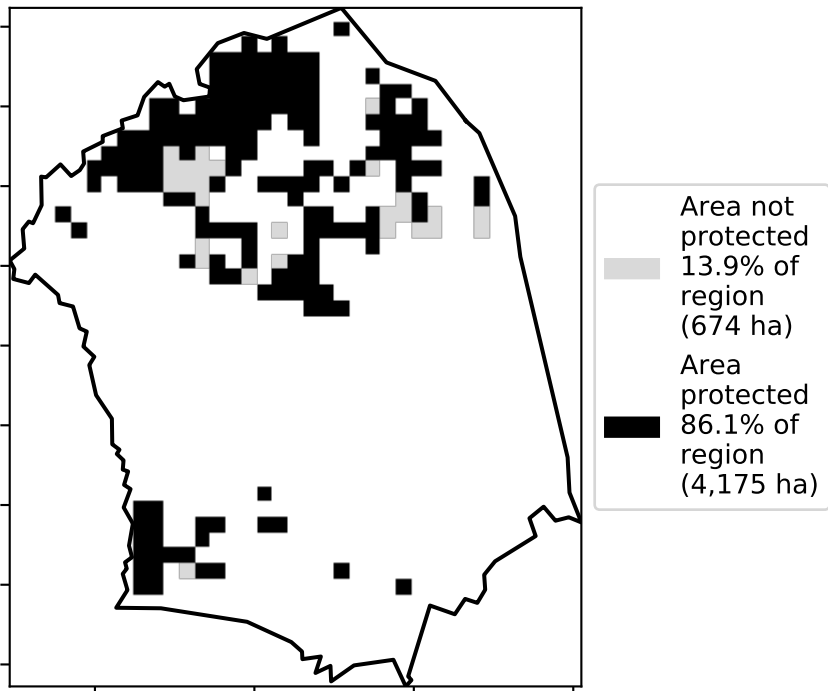 Area not
protected
13.9% of
region
(674 ha)
Area
protected
86.1% of
region
(4,175 ha)